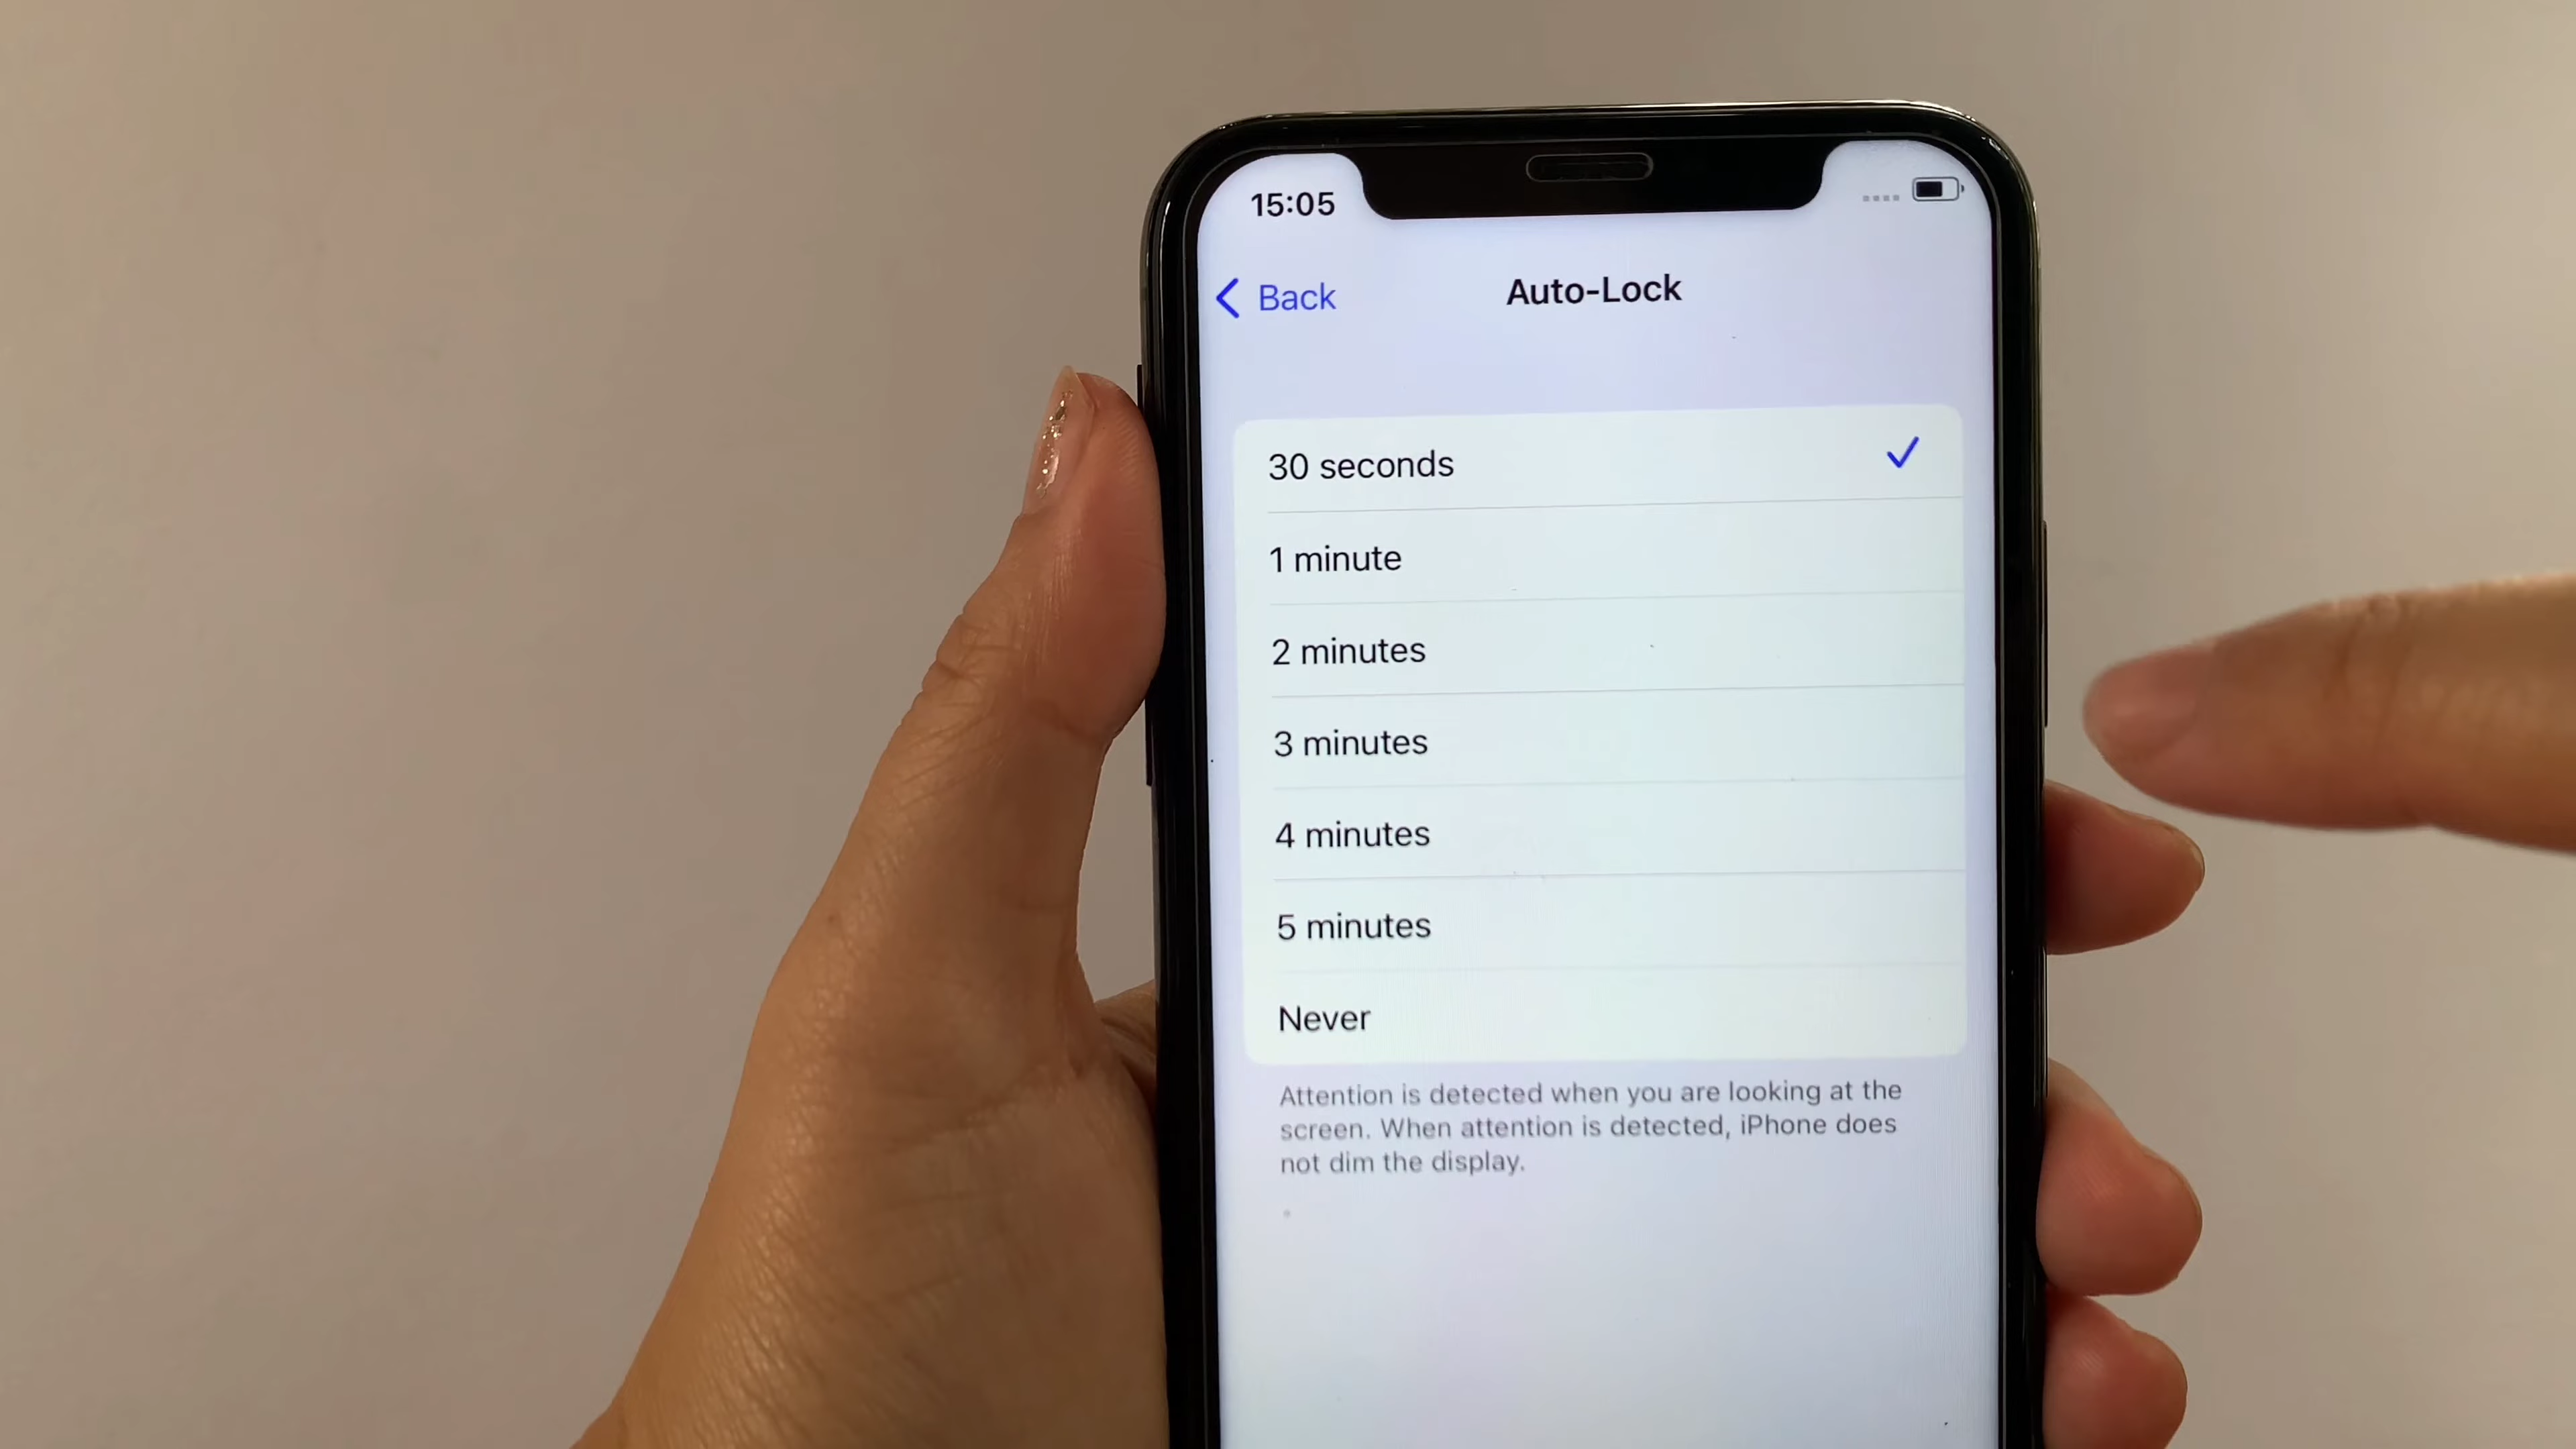 15:05
Back
Auto-Lock
30 seconds
1 minute
2 minutes
3 minutes
4 minutes
5 minutes
Never
Attention is detected when you are looking at the
screen. When attention is detected, iPhone does
not dim the display.